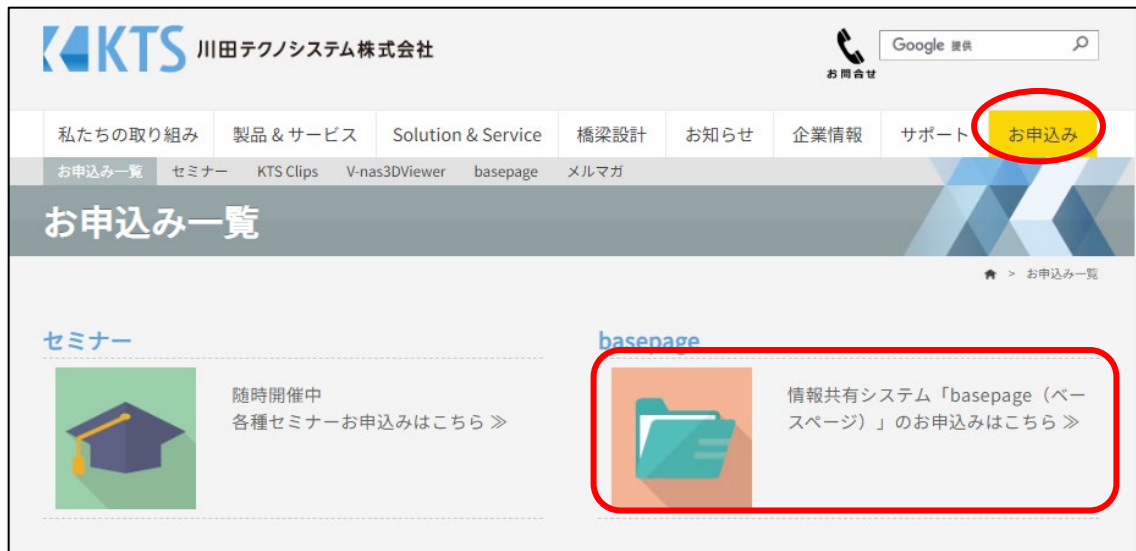 KTS 川田テクノシステム株式会社
お問合せ
Google 提供
私たちの取り組み 製品 & サービス Solution & Service 橋梁設計 お知らせ 企業情報 サポート お申込み
お申込み一覧 セミナー KTS Clips V-nas3DViewer basepage メルマガ
お申込み一覧
> お申込み一覧
セミナー
随時開催中
各種セミナーお申込みはこちら ≫
basepage
情報共有システム「basepage（ベー
スページ）」のお申込みはこちら ≫